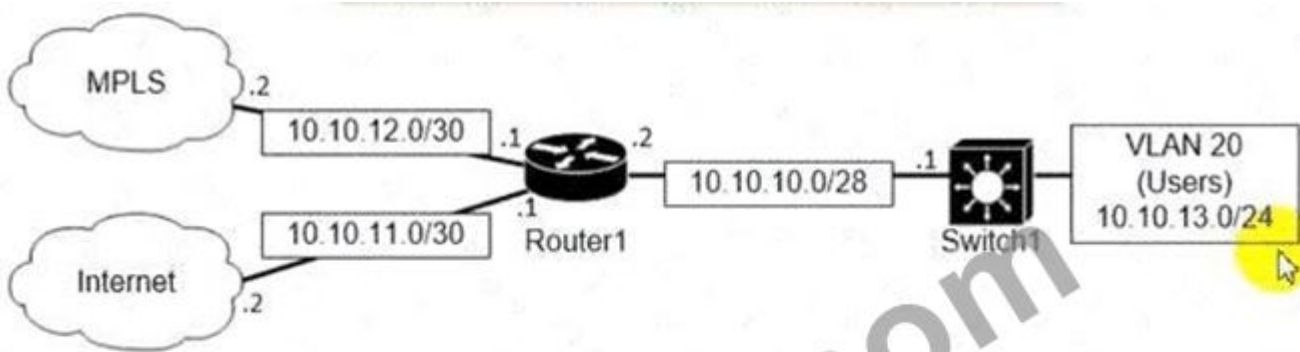 MPLS
.2
10.10.12.0/30
.1
.2
10.10.10.0/28
.1
VLAN 20
(Users)
10.10.13.0/24
Internet
.2
10.10.11.0/30
.1
Router1
Switch1
com